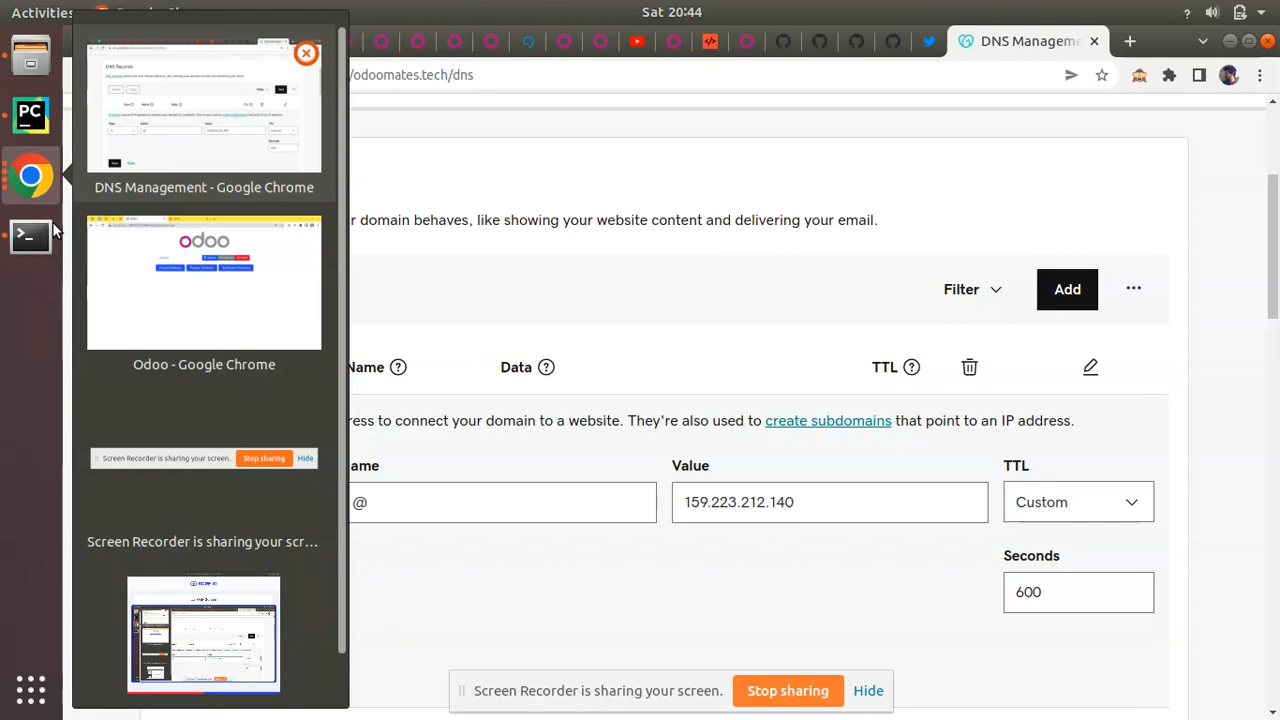 Activities
DNS Manageme
/odoomates.tech/dns
DNS Records
DNS Management - Google Chrome
ur domain behaves, like showing your website content and delivering your email.
Filter
Add
Name
Data
TTL
ress to connect your domain to a website. They're also used to create subdomains that point to an IP address.
odoo
Odoo - Google Chrome
Screen Recorder is sharing your screen.
Stop sharing
Hide
Screen Recorder is sharing your scr...
ame
Value
TTL
@
159.223.212.140
Custom
Seconds
600
Screen Recorder is sharing your screen.
Stop sharing
Hide
PC